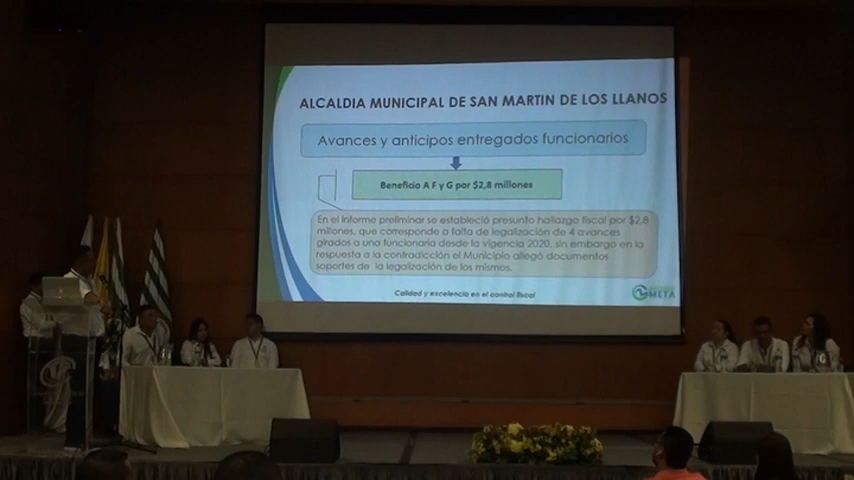 ALCALDIA MUNICIPAL DE SAN MARTIN DE LOS LLANOS
Avances y anticipos entregados funcionarios
Beneficio A F y G por $2,8 millones
En el Informe preliminar se estableció presunto hallazgo fiscal por $2,8
millones, que corresponde a falta de legalización de 4 avances
girados a una funcionaria desde la vigencia 2020, sin embargo en la
respuesta a la contradicción el Municipio allegó documentos
soportes de la legalización de los mismos.
Calidad y excelencia en el control fiscal
META